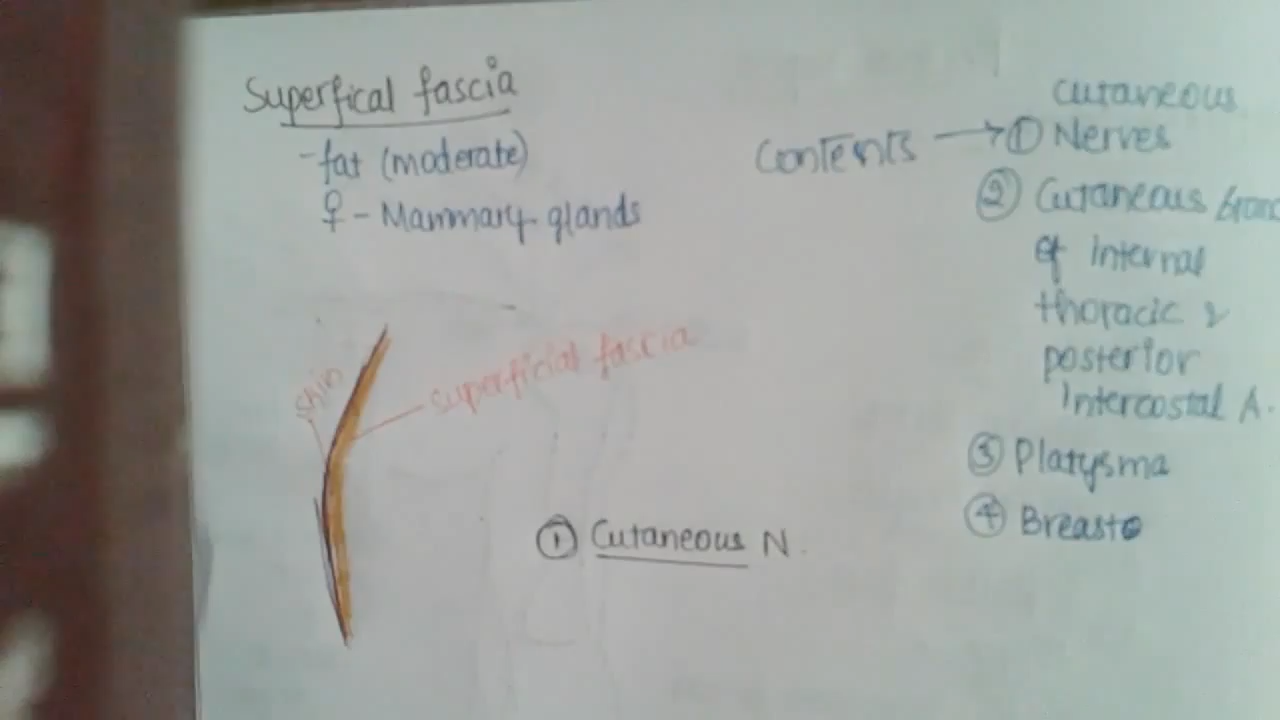 Superfical fascia
- fat (moderate)
♀ - Mammary glands
Contents → ① cutaneous Nerves
② Cutaneous
of internal
thoracic &
posterior
Intercostal A.
③ Platysma
④ Breast
skin
superficial fascia
① Cutaneous N.